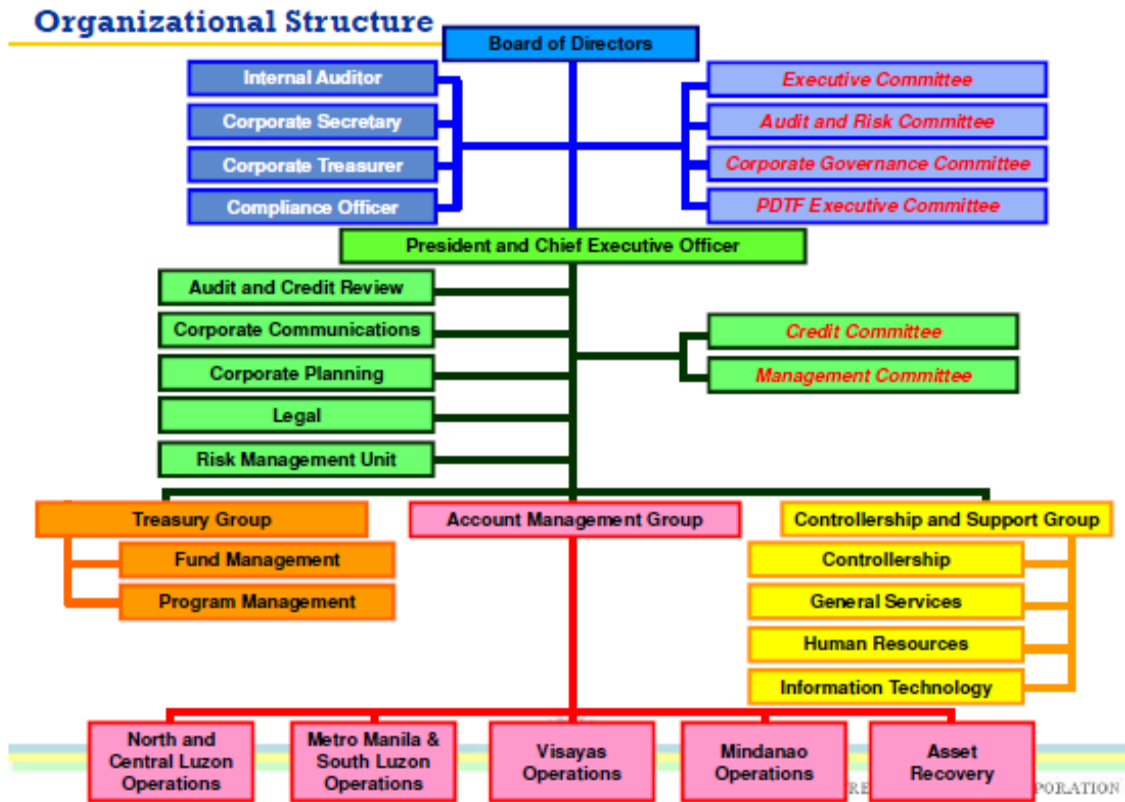 Organizational Structure
Board of Directors
Internal Auditor
Corporate Secretary
Corporate Treasurer
Compliance Officer
Executive Committee
Audit and Risk Committee
Corporate Governance Committee
PDTF Executive Committee
President and Chief Executive Officer
Audit and Credit Review
Corporate Communications
Corporate Planning
Legal
Risk Management Unit
Credit Committee
Management Committee
Treasury Group
Fund Management
Program Management
Account Management Group
Controllership and Support Group
Controllership
General Services
Human Resources
Information Technology
North and
Central Luzon
Operations
Metro Manila &
South Luzon
Operations
Visayas
Operations
Mindanao
Operations
Asset
Recovery